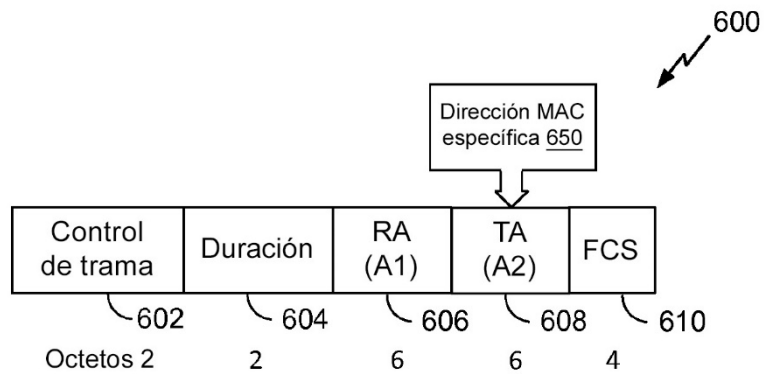 600
Dirección MAC
específica 650
Control
de trama
Duración
RA
(A1)
TA
(A2)
FCS
602
604
606
608
610
Octetos 2
2
6
6
4